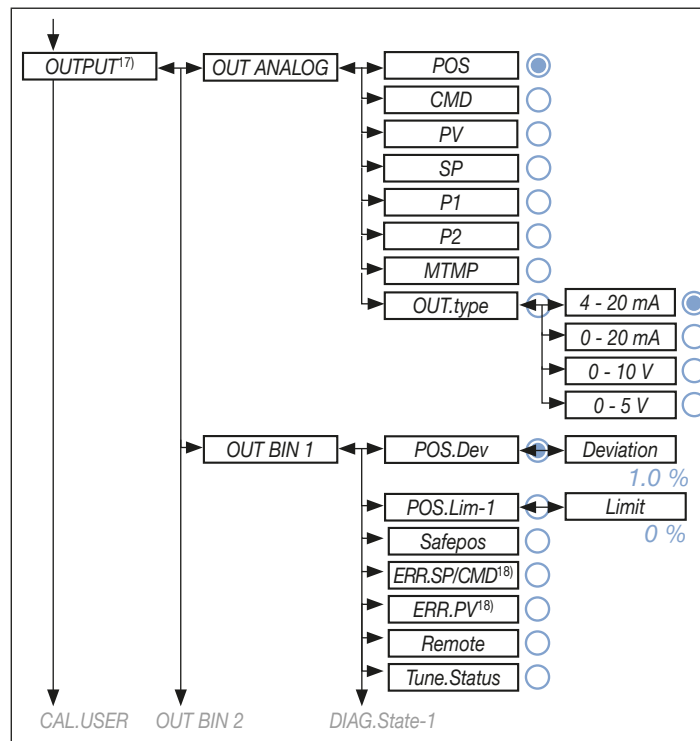 OUTPUT17) OUT ANALOG POS
CMD
PV
SP
P1
P2
MTMP
OUT.type 4 - 20 mA
0 - 20 mA
0 - 10 V
0 - 5 V
OUT BIN 1 POS.Dev Deviation
1.0 %
POS.Lim-1 Limit
0 %
Safepos
ERR.SP/CMD18)
ERR.PV18)
Remote
Tune.Status
CAL.USER OUT BIN 2 DIAG.State-1